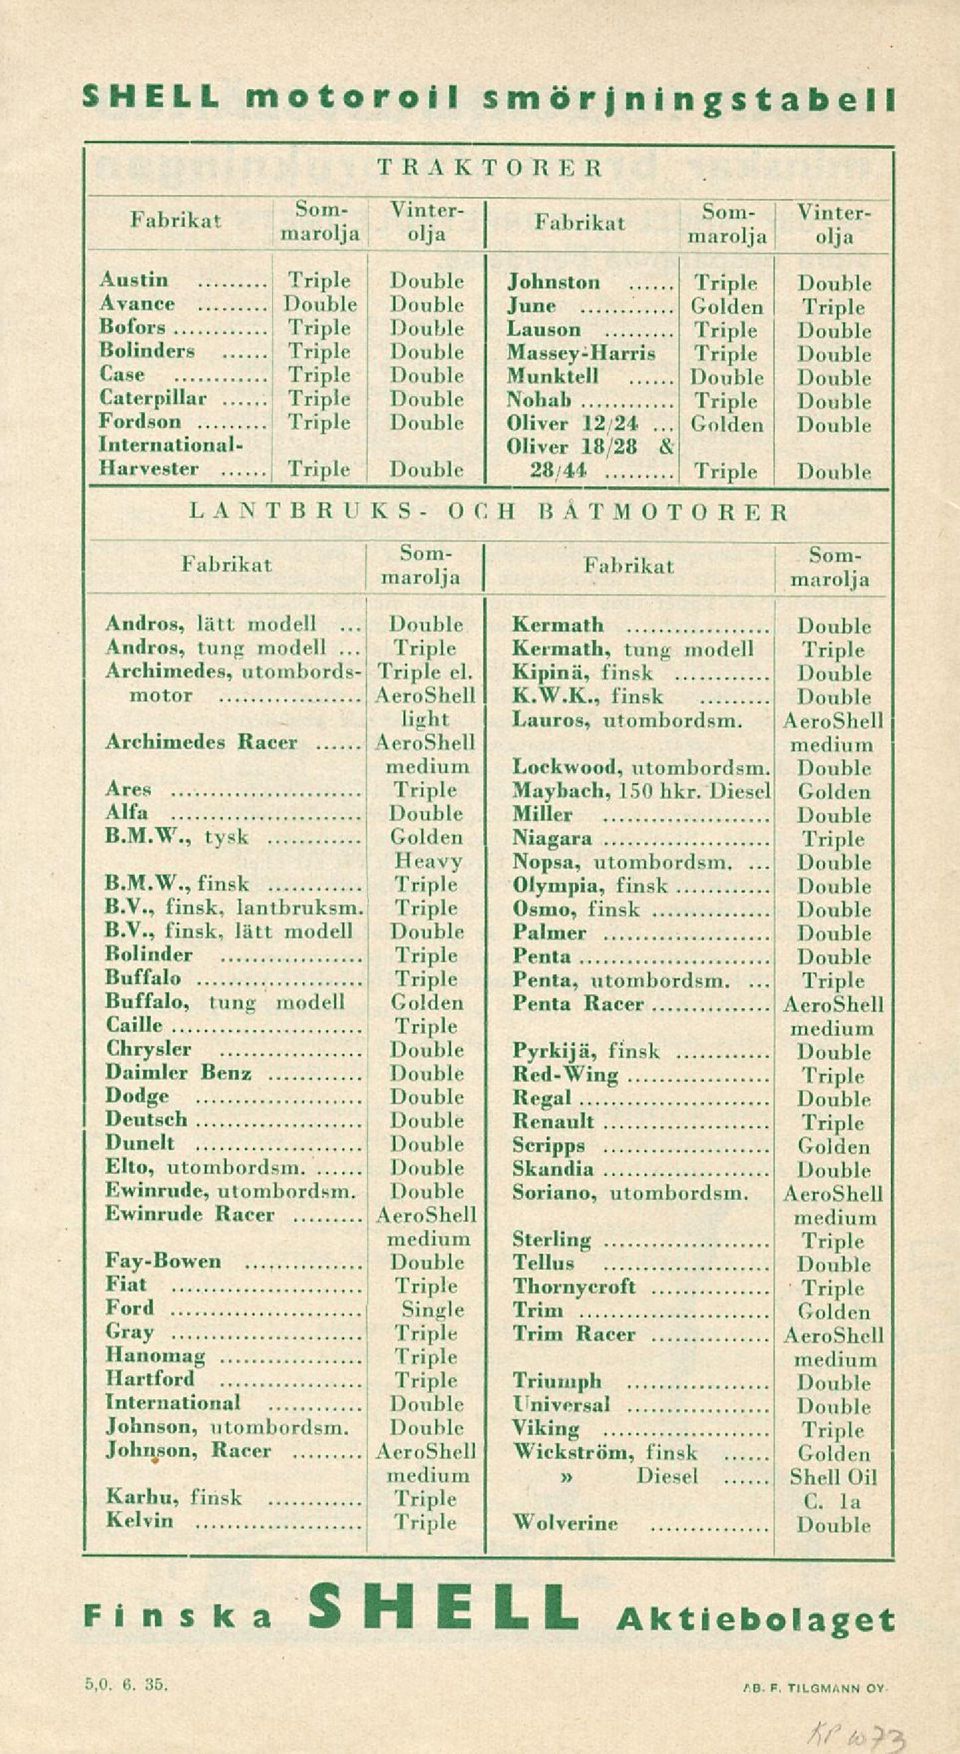 SHELL motoroil smörjningstabell
TRAKTORER
Fabrikat Som- Vinter- Fabrikat Som- Vinter-
marolja olja marolja olja
Austin ......... Triple Double Johnston ...... Triple Double
Avance ......... Double Double June ............ Golden Triple
Bofors ............ Triple Double Lauson ......... Triple Double
Bolinders ...... Triple Double Massey-Harris Triple Double
Case ............ Triple Double Munktell ...... Double Double
Caterpillar ...... Triple Double Nohab ............ Triple Double
Fordson ......... Triple Double Oliver 12/24 ... Golden Double
International- Oliver 18/28 &
Harvester ...... Triple Double 28/44 ......... Triple Double
LANTBRUKS- OCH BÅTMOTORER
Fabrikat Som- Fabrikat Som-
marolja marolja
Andros, lätt modell ... Double Kermath .................. Double
Andros, tung modell ... Triple Kermath, tung modell Triple
Archimedes, utombords- Triple el. Kipinä, finsk ............ Double
motor .................. AeroShell K.W.K., finsk ......... Double
light Lauros, utombordsm. AeroShell
Archimedes Racer ...... AeroShell medium
medium Lockwood, utombordsm. Double
Ares ........................ Triple Maybach, 150 hkr. Diesel Golden
Alfa ........................ Double Miller ..................... Double
B.M.W., tysk ............ Golden Niagara ..................... Triple
Heavy Nopsa, utombordsm. ... Double
B.M.W., finsk ............ Triple Olympia, finsk ............ Double
B.V., finsk, lantbruksm. Triple Osmo, finsk ............... Double
B.V., finsk, lätt modell Double Palmer ..................... Double
Bolinder .................. Triple Penta ........................ Double
Buffalo ..................... Triple Penta, utombordsm. ... Triple
Buffalo, tung modell Golden Penta Racer ............... AeroShell
Caille ........................ Triple medium
Chrysler .................. Double Pyrkijä, finsk ............ Double
Daimler Benz ............ Double Red-Wing .................. Triple
Dodge ..................... Double Regal ........................ Double
Deutsch ..................... Double Renault ..................... Triple
Dunelt ..................... Double Scripps ..................... Golden
Elto, utombordsm. ...... Double Skandia ..................... Double
Ewinrude, utombordsm. Double Soriano, utombordsm. AeroShell
Ewinrude Racer ......... AeroShell medium
medium Sterling ..................... Triple
Fay-Bowen ............... Double Tellus ..................... Double
Fiat ........................ Triple Thornycroft ............... Triple
Ford ........................ Single Trim ........................ Golden
Gray ........................ Triple Trim Racer ............... AeroShell
Hanomag .................. Triple medium
Hartford .................. Triple Triumph .................. Double
International ............ Double Universal .................. Double
Johnson, utombordsm. Double Viking ..................... Triple
Johnson, Racer ......... AeroShell Wickström, finsk ...... Golden
medium » Diesel ...... Shell Oil
Karhu, finsk ............ Triple C. 1a
Kelvin ..................... Triple Wolverine ............... Double
Finska SHELL Aktiebolaget
5,0. 6. 35. AB. F. TILGMANN OY.